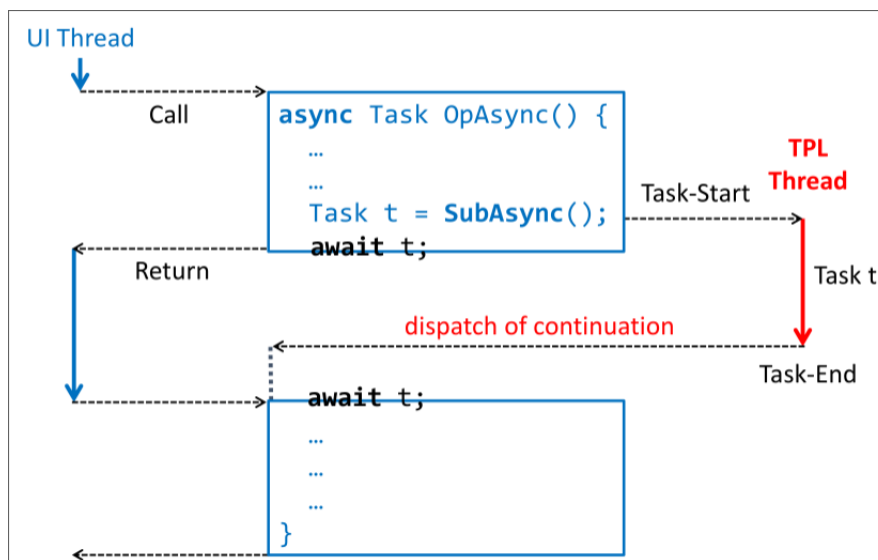 UI Thread
Call
async Task OpAsync() {
…
…
Task t = SubAsync();
await t;
Task-Start
TPL
Thread
Return
Task t
dispatch of continuation
Task-End
await t;
…
…
…
}